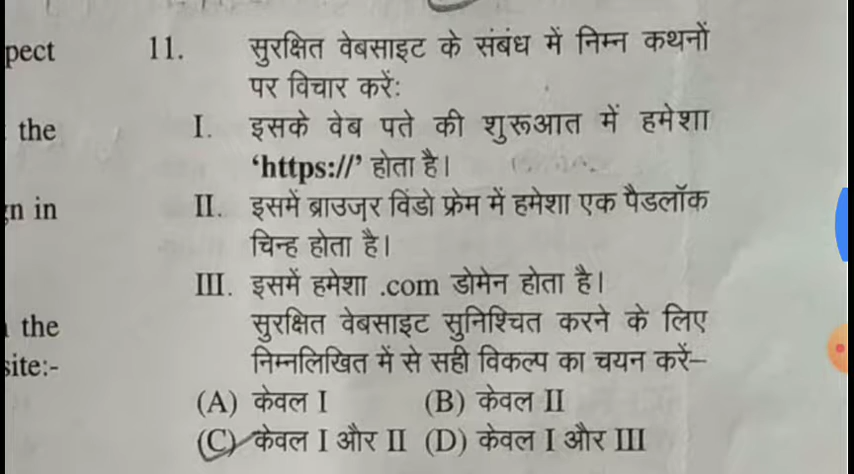 pect
11. सुरक्षित वेबसाइट के संबंध में निम्न कथनों
पर विचार करें:
the
I. इसके वेब पते की शुरूआत में हमेशा
‘https://’ होता है।
n in
II. इसमें ब्राउज़र विंडो फ्रेम में हमेशा एक पैडलॉक
चिन्ह होता है।
III. इसमें हमेशा .com डोमेन होता है।
the
सुरक्षित वेबसाइट सुनिश्चित करने के लिए
site:-
निम्नलिखित में से सही विकल्प का चयन करें–
(A) केवल I (B) केवल II
(C) केवल I और II (D) केवल I और III